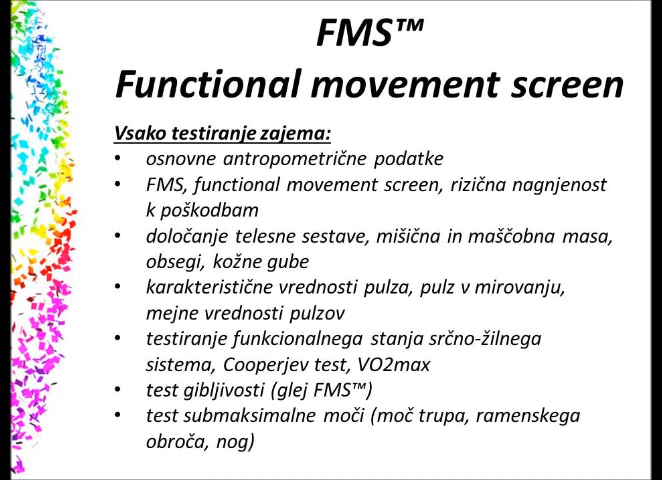 FMS™
Functional movement screen
Vsako testiranje zajema:
• osnovne antropometrične podatke
• FMS, functional movement screen, rizična nagnjenost
k poškodbam
• določanje telesne sestave, mišična in maščobna masa,
obsegi, kožne gube
• karakteristične vrednosti pulza, pulz v mirovanju,
mejne vrednosti pulzov
• testiranje funkcionalnega stanja srčno-žilnega
sistema, Cooperjev test, VO2max
• test gibljivosti (glej FMS™)
• test submaksimalne moči (moč trupa, ramenskega
obroča, nog)